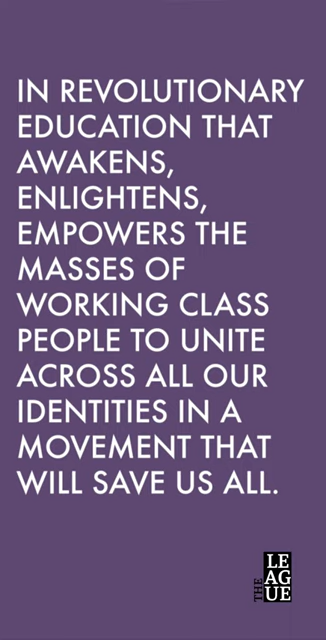 IN REVOLUTIONARY
EDUCATION THAT
AWAKENS,
ENLIGHTENS,
EMPOWERS THE
MASSES OF
WORKING CLASS
PEOPLE TO UNITE
ACROSS ALL OUR
IDENTITIES IN A
MOVEMENT THAT
WILL SAVE US ALL.
THE
LE
AG
UE